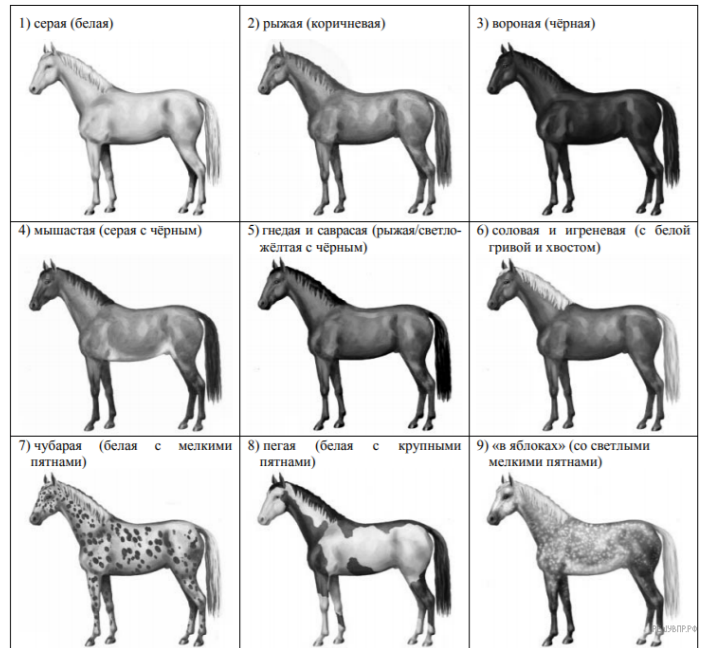 1) серая (белая)
2) рыжая (коричневая)
3) вороная (чёрная)
4) мышастая (серая с чёрным)
5) гнедая и саврасая (рыжая/светло-
жёлтая с чёрным)
6) соловая и игреневая (с белой
гривой и хвостом)
7) чубарая (белая с мелкими
пятнами)
8) пегая (белая с крупными
пятнами)
9) «в яблоках» (со светлыми
мелкими пятнами)